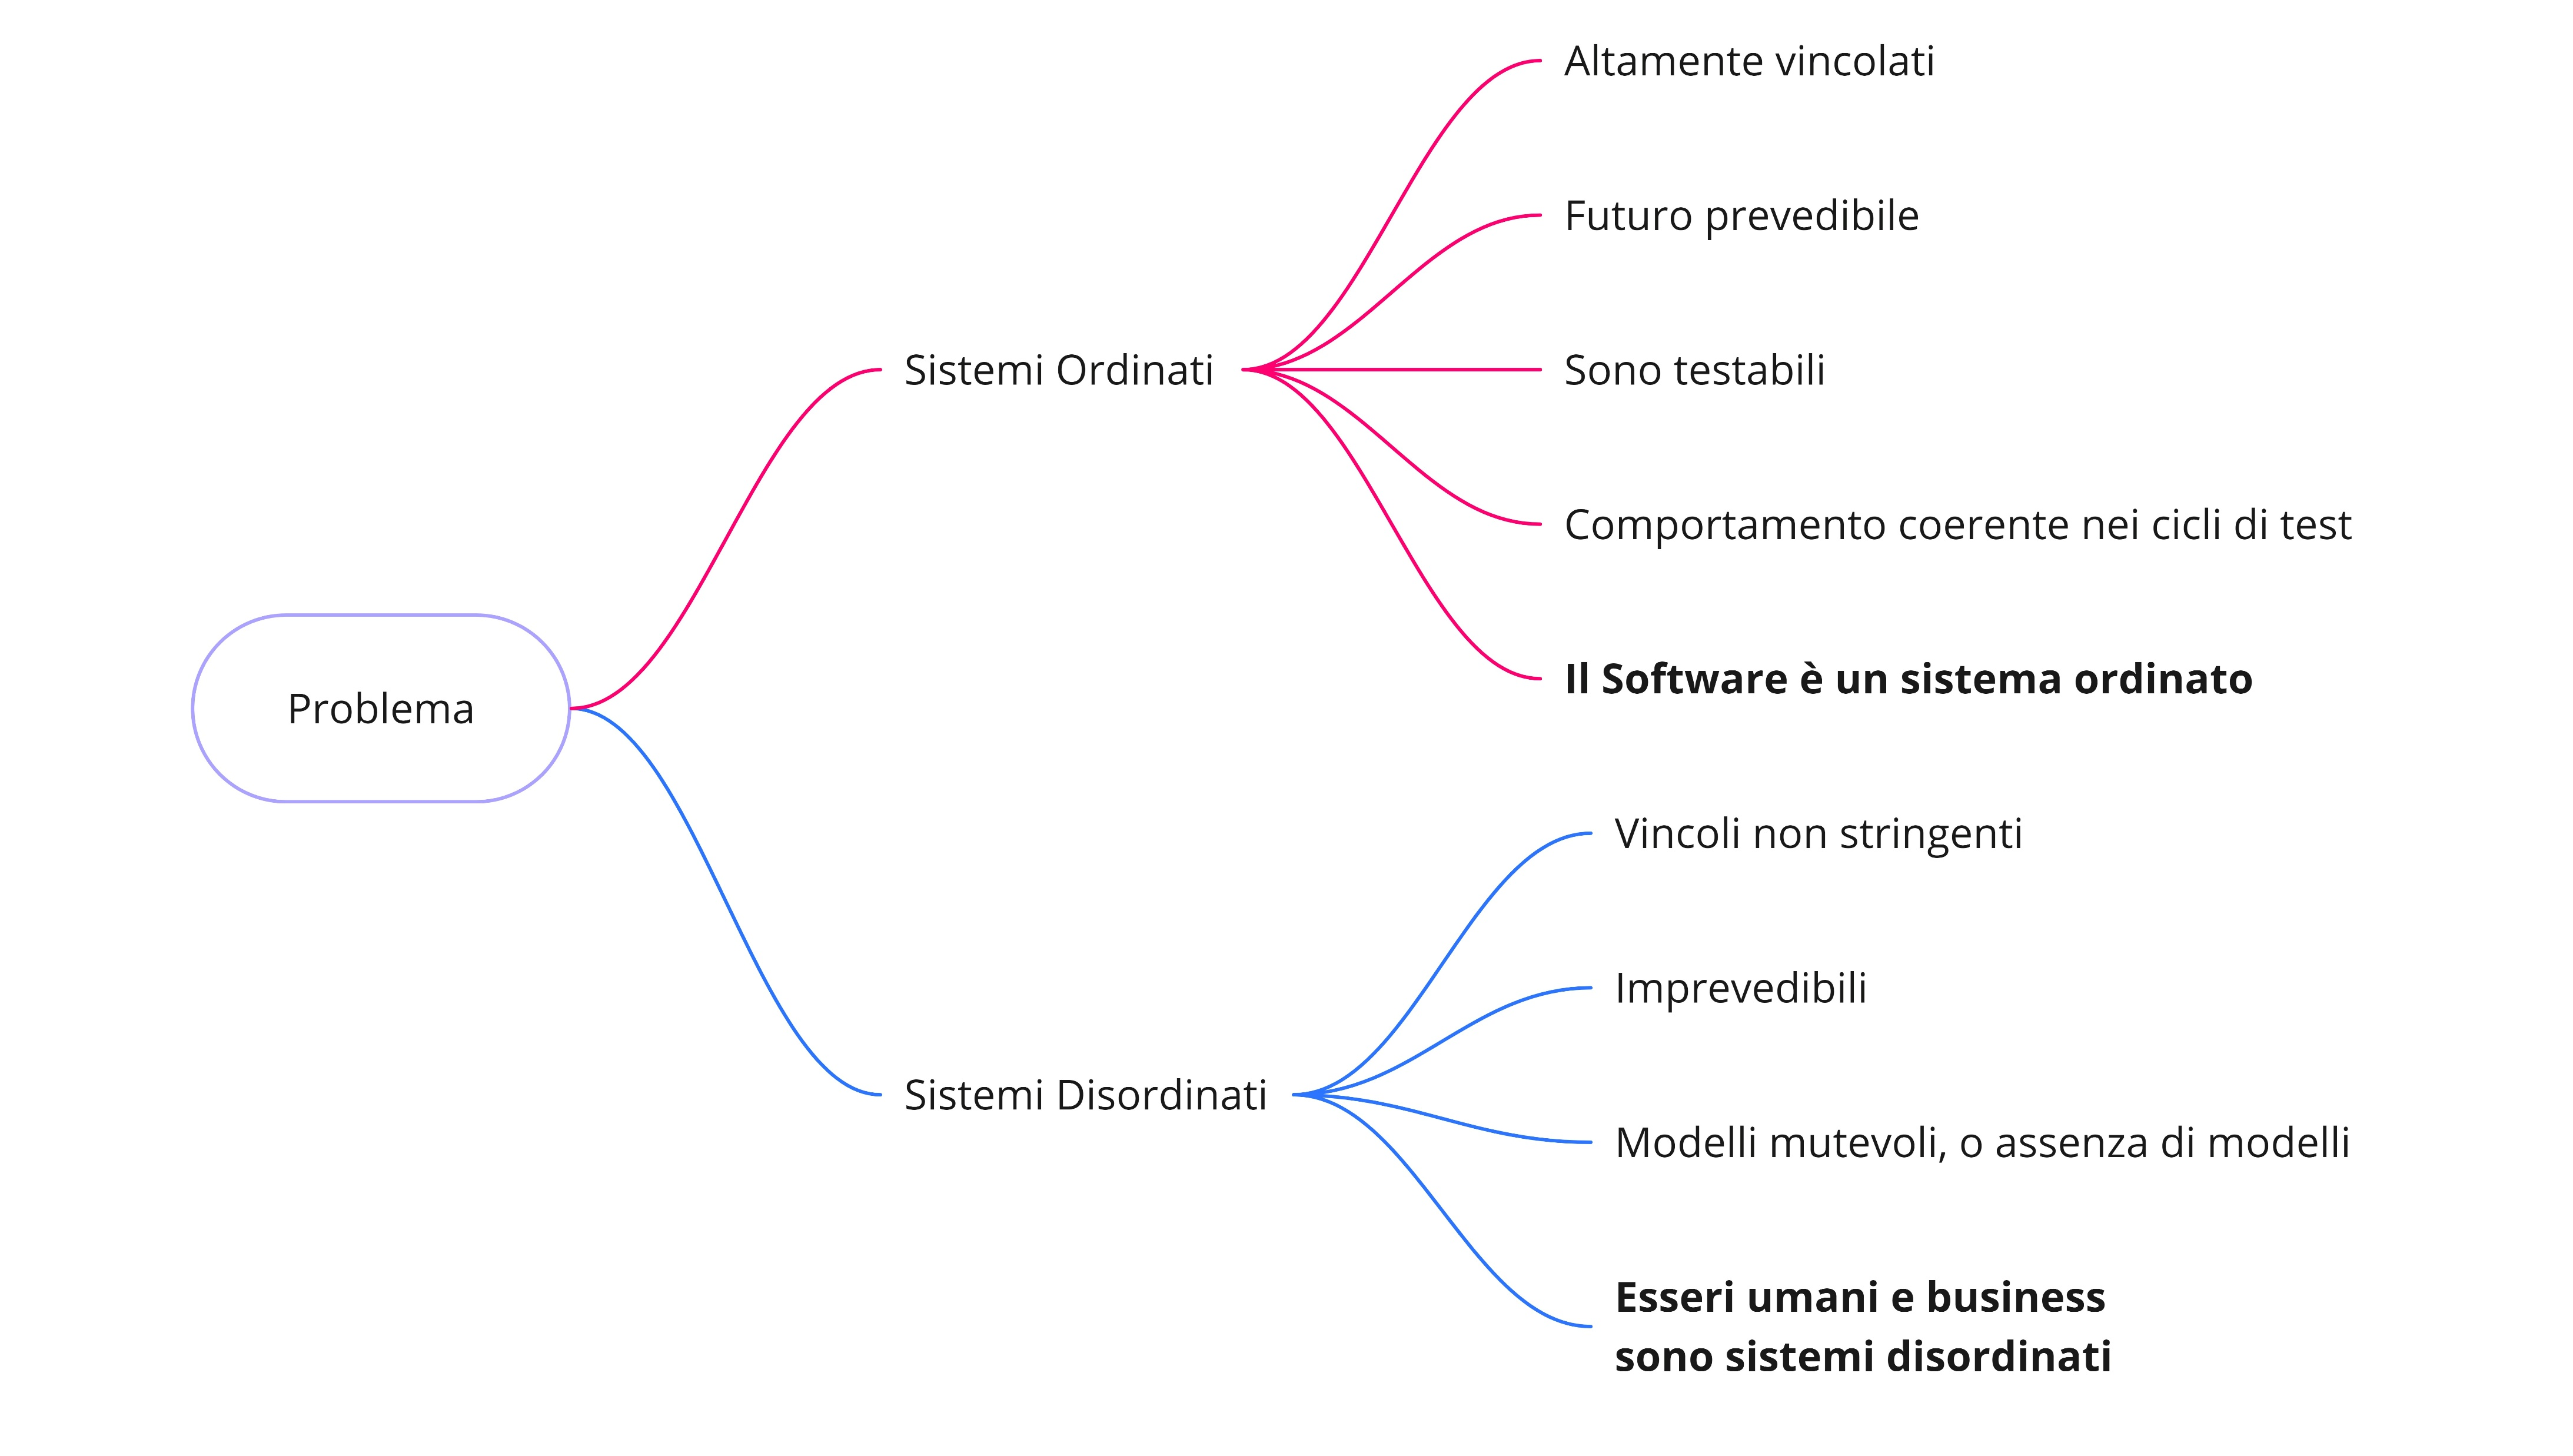 Problema
Sistemi Ordinati
Altamente vincolati
Futuro prevedibile
Sono testabili
Comportamento coerente nei cicli di test
Il Software è un sistema ordinato
Sistemi Disordinati
Vincoli non stringenti
Imprevedibili
Modelli mutevoli, o assenza di modelli
Esseri umani e business
sono sistemi disordinati